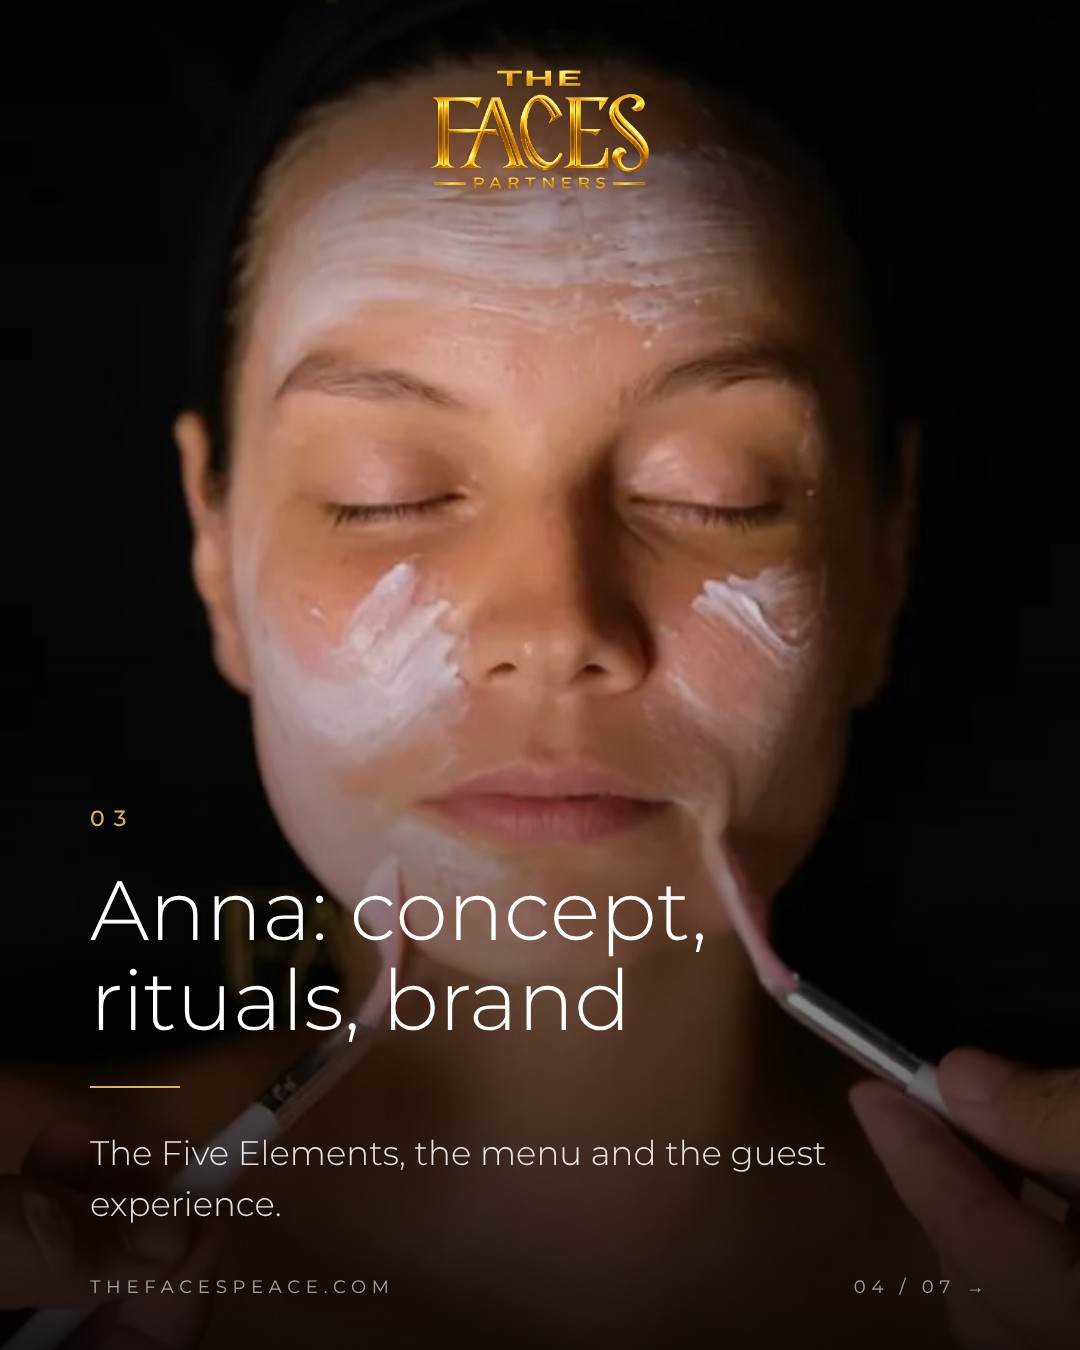 THE
FACES
PARTNERS
03
Anna: concept,
rituals, brand
The Five Elements, the menu and the guest
experience.
THEFACESPEACE.COM
04 / 07 →